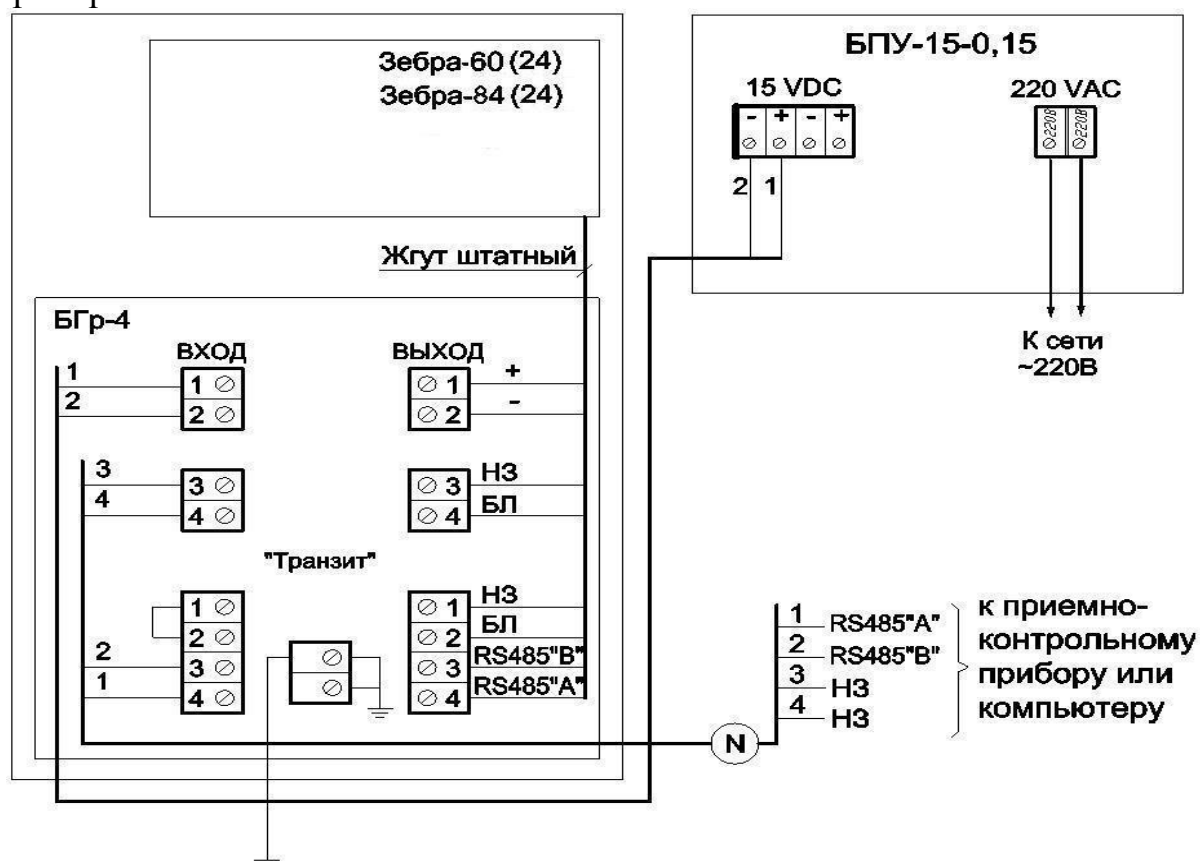 Зебра-60 (24)
Зебра-84 (24)
Жгут штатный
БПУ-15-0,15
15 VDC
220 VAC
- + - +
220В 220В
2 1
К сети
~220В
БГр-4
ВХОД
ВЫХОД
1
2
1
2
1
2
+
-
3
4
3
4
3
4
НЗ
БЛ
"Транзит"
2
1
1
2
3
4
1
2
3
4
НЗ
БЛ
RS485"B"
RS485"A"
N
1 RS485"A"
2 RS485"B"
3 НЗ
4 НЗ
к приемно-
контрольному
прибору или
компьютеру